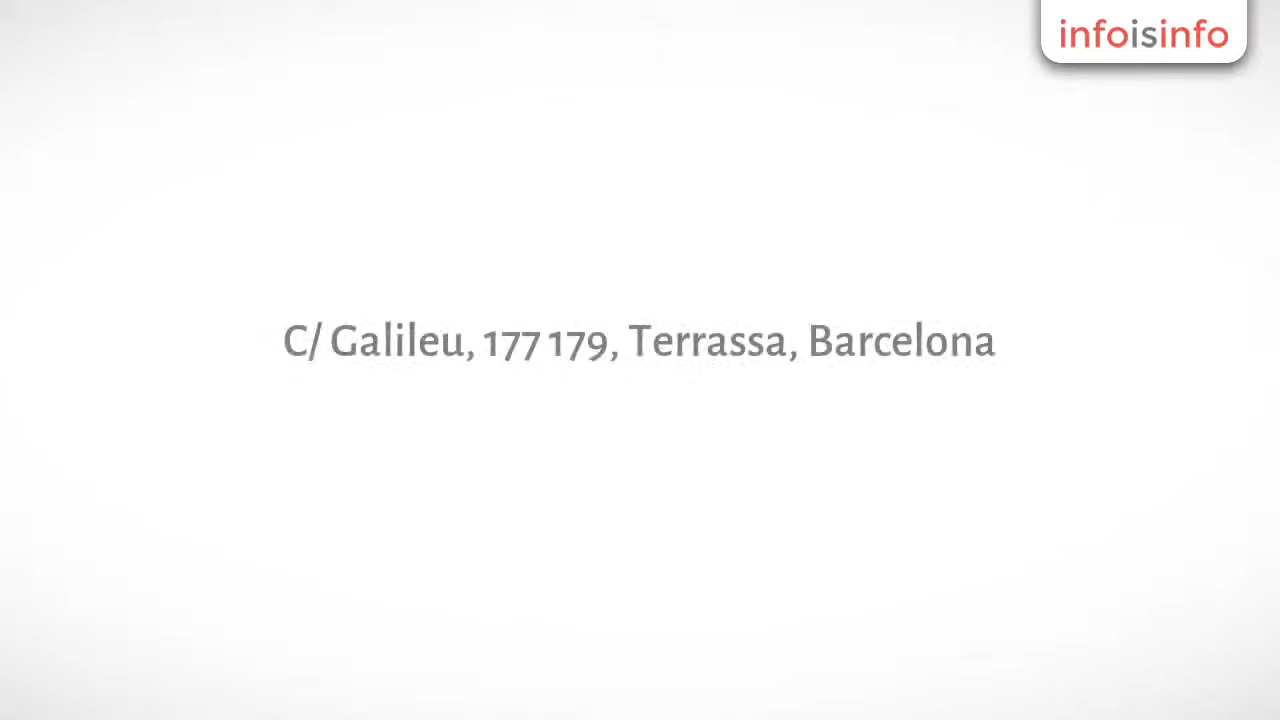 infoisinfo
C/ Galileu, 177 179, Terrassa, Barcelona